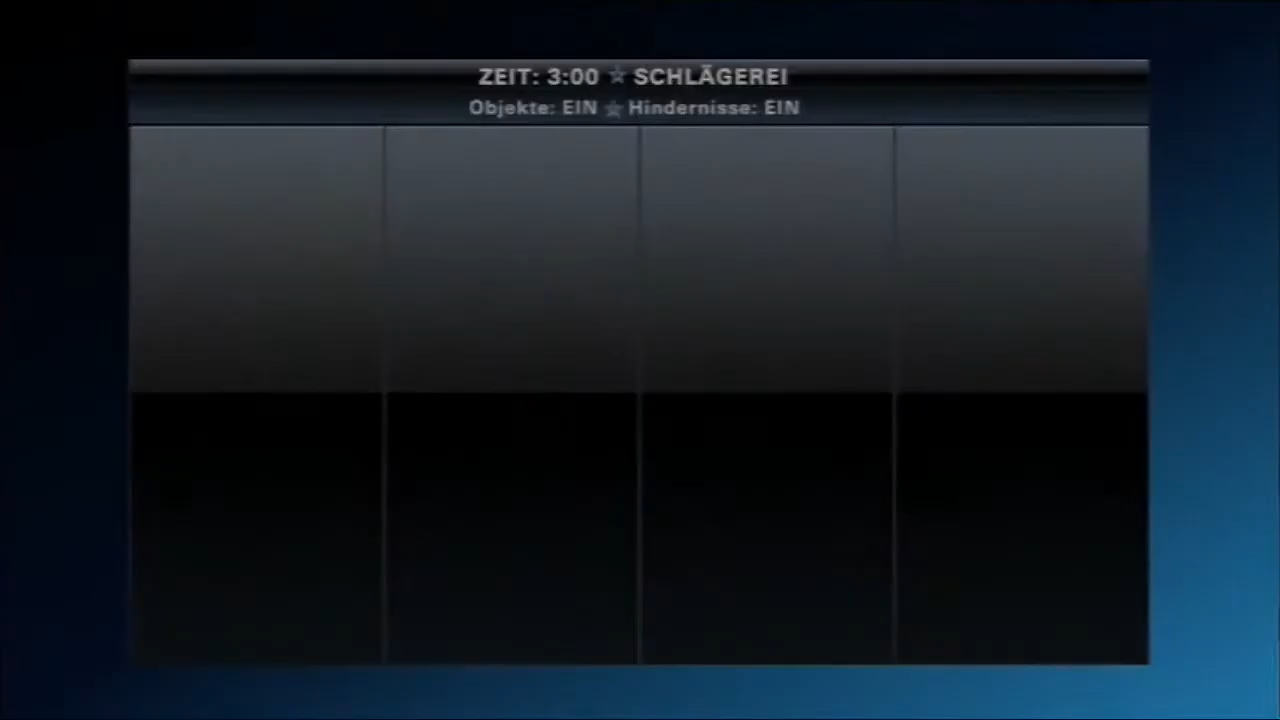 ZEIT: 3:00 ☆ SCHLÄGEREI
Objekte: EIN ☆ Hindernisse: EIN